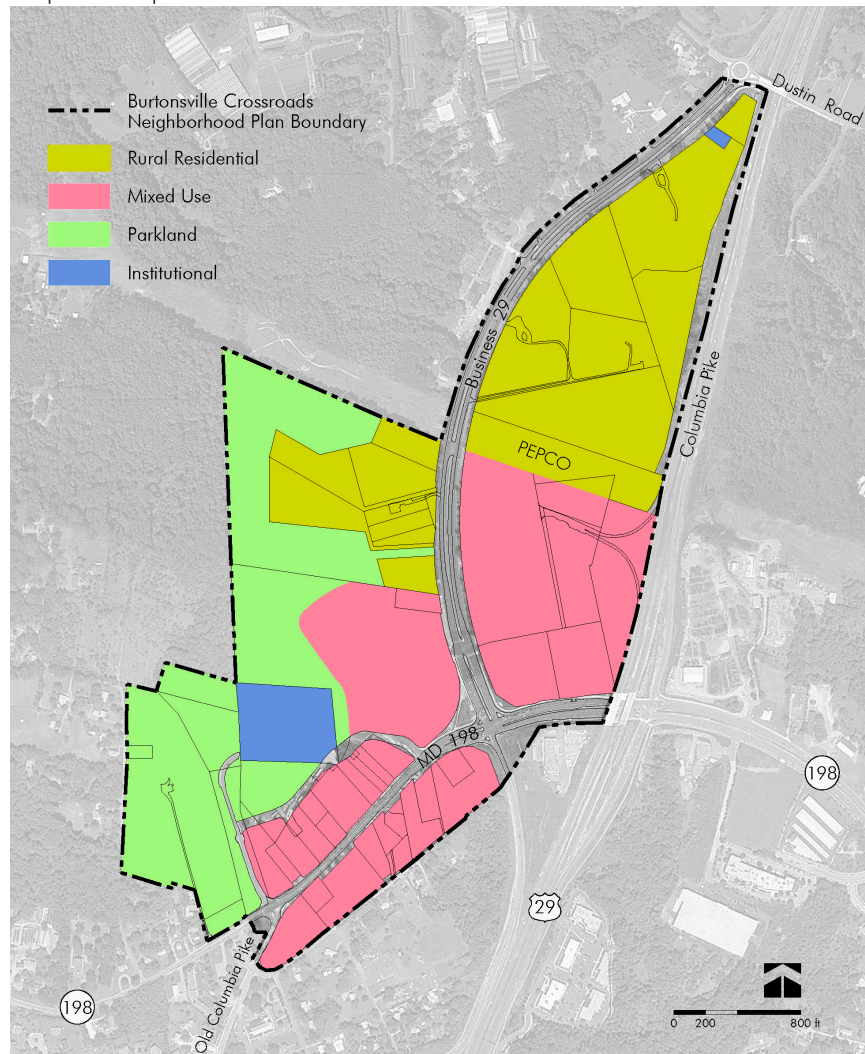 Burtonsville Crossroads
Neighborhood Plan Boundary
Rural Residential
Mixed Use
Parkland
Institutional
Dustin Road
Business 29
Columbia Pike
PEPCO
MD 198
198
29
Old Columbia Pike
198
0 200 800 ft